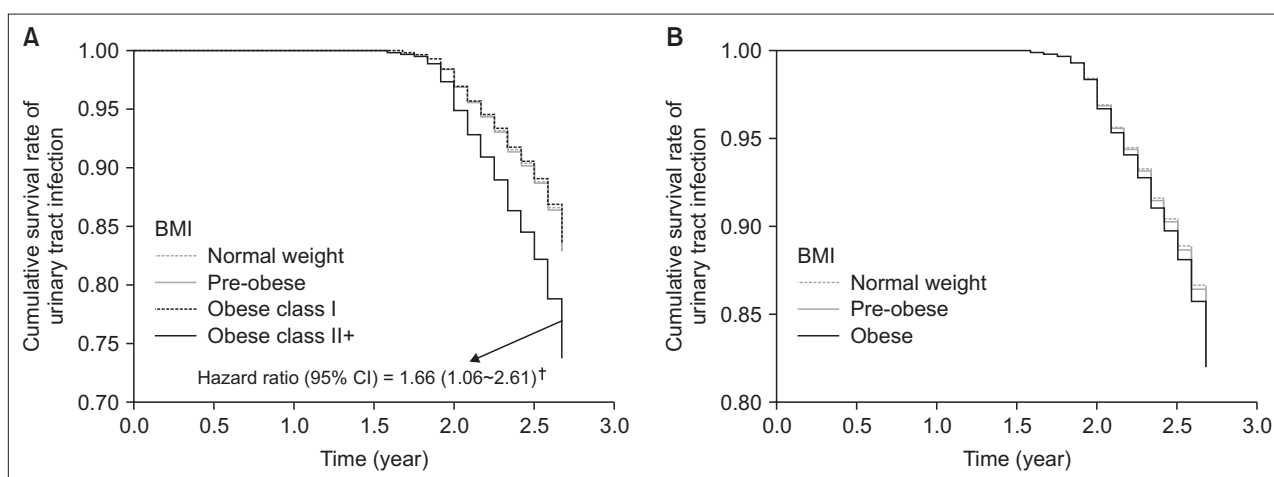 A
Cumulative survival rate of
urinary tract infection
1.00
0.95
0.90
0.85
0.80
0.75
0.70
BMI
Normal weight
Pre-obese
Obese class I
Obese class II+
Hazard ratio (95% CI) = 1.66 (1.06~2.61)†
0.0 0.5 1.0 1.5 2.0 2.5 3.0
Time (year)
B
Cumulative survival rate of
urinary tract infection
1.00
0.95
0.90
0.85
0.80
BMI
Normal weight
Pre-obese
Obese
0.0 0.5 1.0 1.5 2.0 2.5 3.0
Time (year)